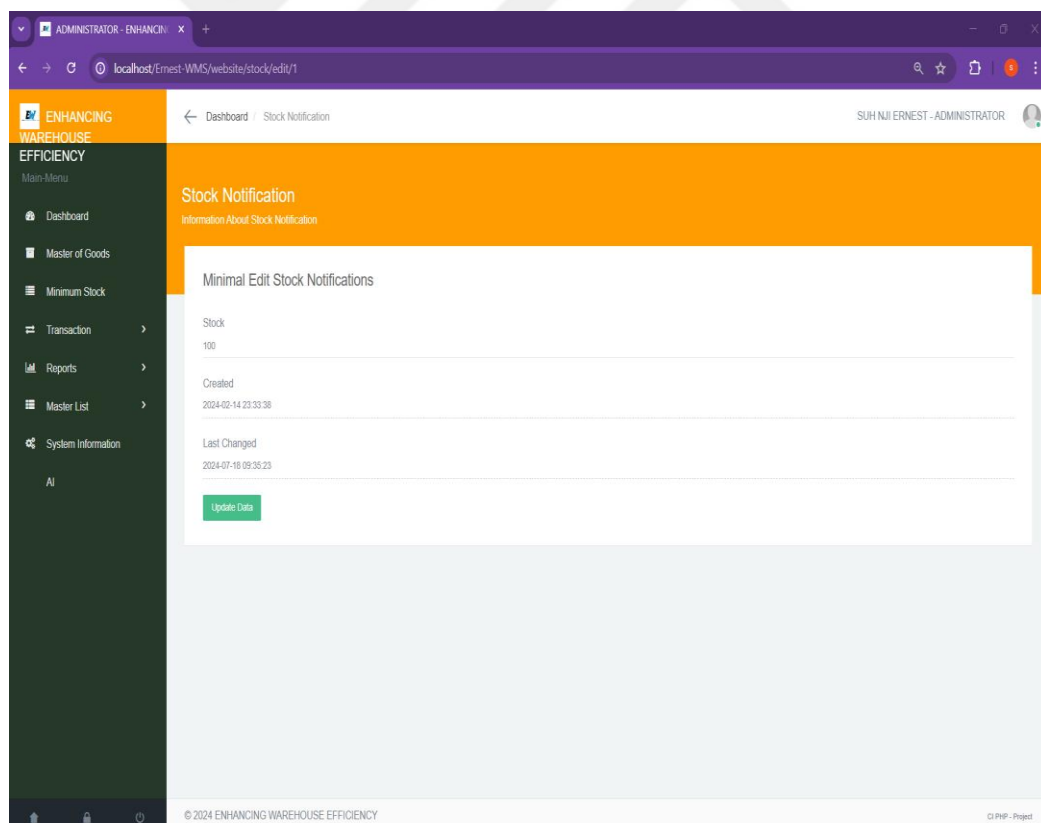 ADMINISTRATOR - ENHANCIN
localhost/Ernest-WMS/website/stock/edit/1
ENHANCING
WAREHOUSE
EFFICIENCY
Main-Menu
Dashboard
Master of Goods
Minimum Stock
Transaction
Reports
Master List
System Information
AI
Dashboard / Stock Notification
SUH NJI ERNEST - ADMINISTRATOR
Stock Notification
Information About Stock Notification
Minimal Edit Stock Notifications
Stock
100
Created
2024-02-14 23:33:38
Last Changed
2024-07-18 09:35:23
Update Data
© 2024 ENHANCING WAREHOUSE EFFICIENCY
CI PHP - Project